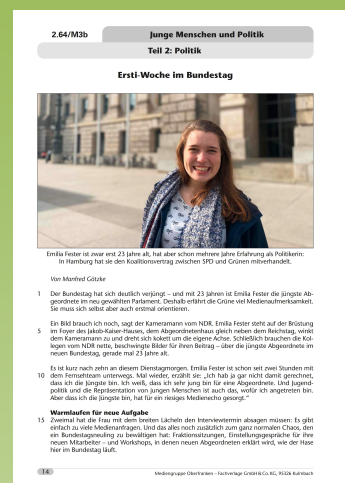 2.64/M3b
Junge Menschen und Politik
Teil 2: Politik
Ersti-Woche im Bundestag
Emilia Fester ist zwar erst 23 Jahre alt, hat aber schon mehrere Jahre Erfahrung als Politikerin:
In Hamburg hat sie den Koalitionsvertrag zwischen SPD und Grünen mitverhandelt.
Von Manfred Götzke
1 Der Bundestag hat sich deutlich verjüngt – und mit 23 Jahren ist Emilia Fester die jüngste Ab-
geordnete im neu gewählten Parlament. Deshalb erfährt die Grüne viel Medienaufmerksamkeit.
Sie muss sich selbst aber auch erstmal orientieren.
Ein Bild brauch ich noch, sagt der Kameramann vom NDR. Emilia Fester steht auf der Brüstung
5 im Foyer des Jakob-Kaiser-Hauses, dem Abgeordnetenhaus gleich neben dem Reichstag, winkt
dem Kameramann zu und dreht sich kokett um die eigene Achse. Schließlich brauchen die Kol-
legen vom NDR nette, beschwingte Bilder für ihren Beitrag – über die jüngste Abgeordnete im
neuen Bundestag, gerade mal 23 Jahre alt.
Es ist kurz nach zehn an diesem Dienstagmorgen. Emilia Fester ist schon seit zwei Stunden mit
10 dem Fernsehteam unterwegs. Mal wieder, erzählt sie: „Ich hab ja gar nicht damit gerechnet,
dass ich die Jüngste bin. Ich weiß, dass ich sehr jung bin für eine Abgeordnete. Und Jugend-
politik und die Repräsentation von jungen Menschen ist auch das, wofür ich angetreten bin.
Aber dass ich die Jüngste bin, hat für ein riesiges Medienecho gesorgt.“
Warmlaufen für neue Aufgabe
15 Zweimal hat die Frau mit dem breiten Lächeln den Interviewtermin absagen müssen: Es gibt
einfach zu viele Medienanfragen. Und das alles noch zusätzlich zum ganz normalen Chaos, den
ein Bundestagsneuling zu bewältigen hat: Fraktionssitzungen, Einstellungsgespräche für ihre
neuen Mitarbeiter – und Workshops, in denen neuen Abgeordneten erklärt wird, wie der Hase
hier im Bundestag läuft.
14
Mediengruppe Oberfranken – Fachverlage GmbH & Co. KG, 95326 Kulmbach